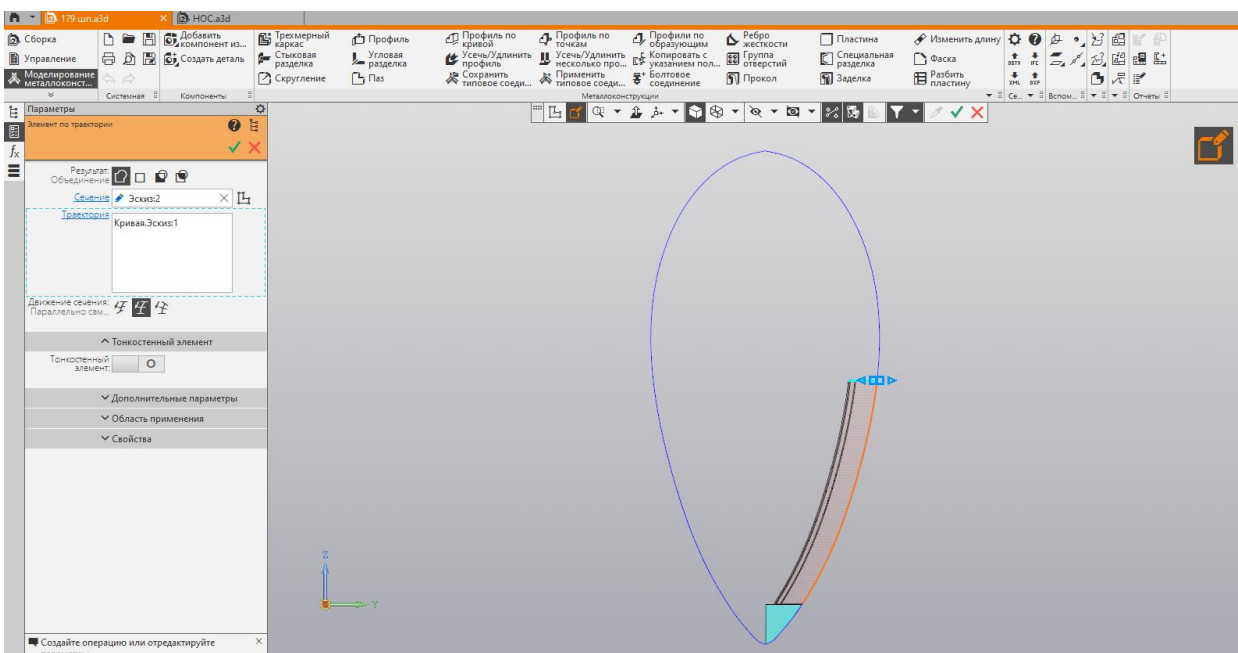 179 шп.a3d
НОС.a3d
Сборка
Управление
Моделирование
металлоконст...
Системная
Добавить
компонент из...
Создать деталь
Компоненты
Трехмерный
каркас
Стыковая
разделка
Скругление
Профиль
Угловая
разделка
Паз
Профиль по
кривой
Усечь/Удлинить
профиль
Сохранить
типовое соеди...
Профиль по
точкам
Усечь/Удлинить
несколько про...
Применить
типовое соеди...
Профили по
образующим
Копировать с
указанием пол...
Болтовое
соединение
Ребро
жесткости
Группа
отверстий
Прокол
Пластина
Специальная
разделка
Заделка
Изменить длину
Фаска
Разбить
пластину
Металлоконструкции
Се...
Вспом...
Отчеты
Параметры
Элемент по траектории
Результат:
Объединение
Сечение
Эскиз:2
Траектория
Кривая.Эскиз:1
Движение сечения:
Параллельно сам...
Тонкостенный элемент
Тонкостенный
элемент:
Дополнительные параметры
Область применения
Свойства
Создайте операцию или отредактируйте
Z
Y